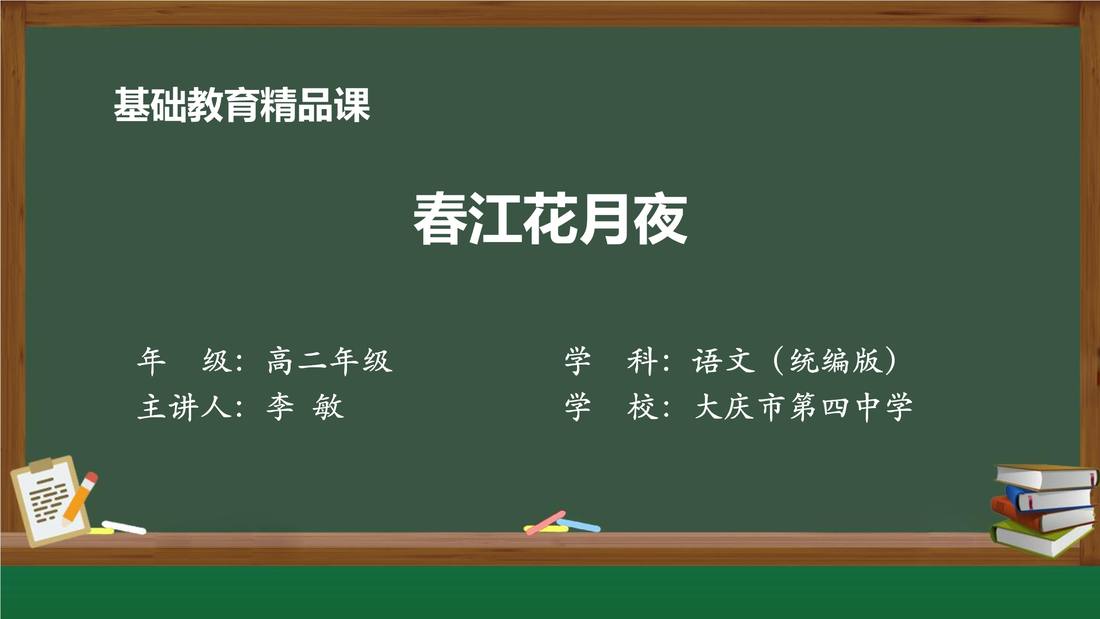 基础教育精品课
春江花月夜
年 级：高二年级 学 科：语文（统编版）
主讲人：李 敏 学 校：大庆市第四中学